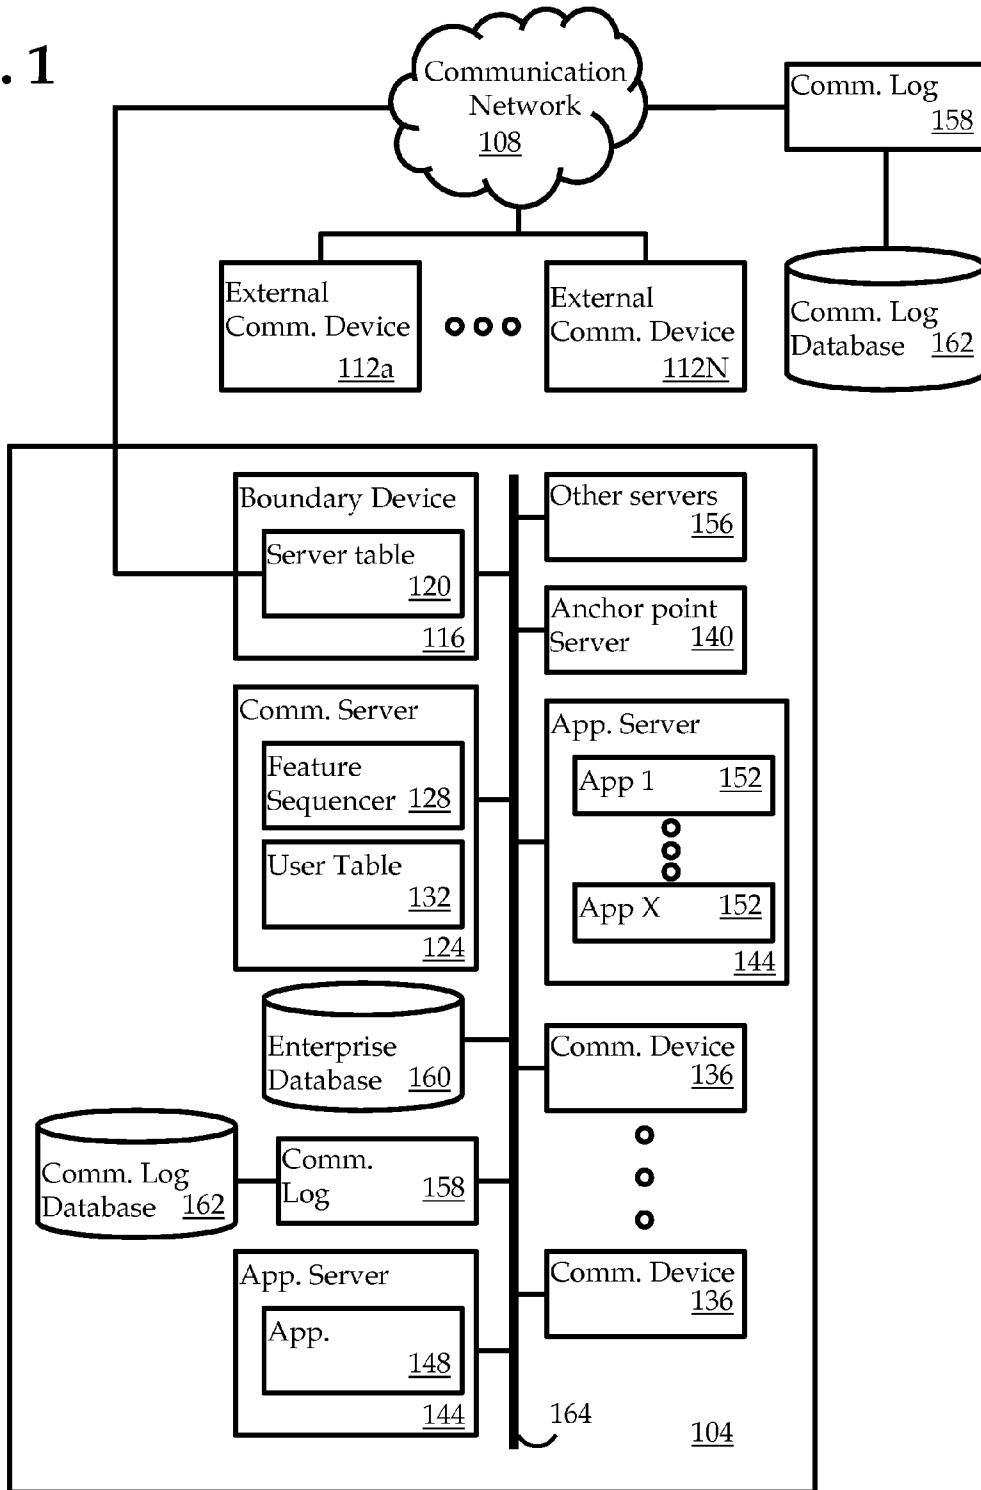 . 1
Communication
Network
108
Comm. Log
158
External
Comm. Device
112a
External
Comm. Device
112N
Comm. Log
Database 162
Boundary Device
Server table
120
116
Other servers
156
Anchor point
Server 140
Comm. Server
Feature
Sequencer 128
User Table
132
124
App. Server
App 1 152
App X 152
144
Enterprise
Database 160
Comm. Device
136
Comm. Log
Database 162
Comm.
Log 158
App. Server
App.
148
144
Comm. Device
136
164
104